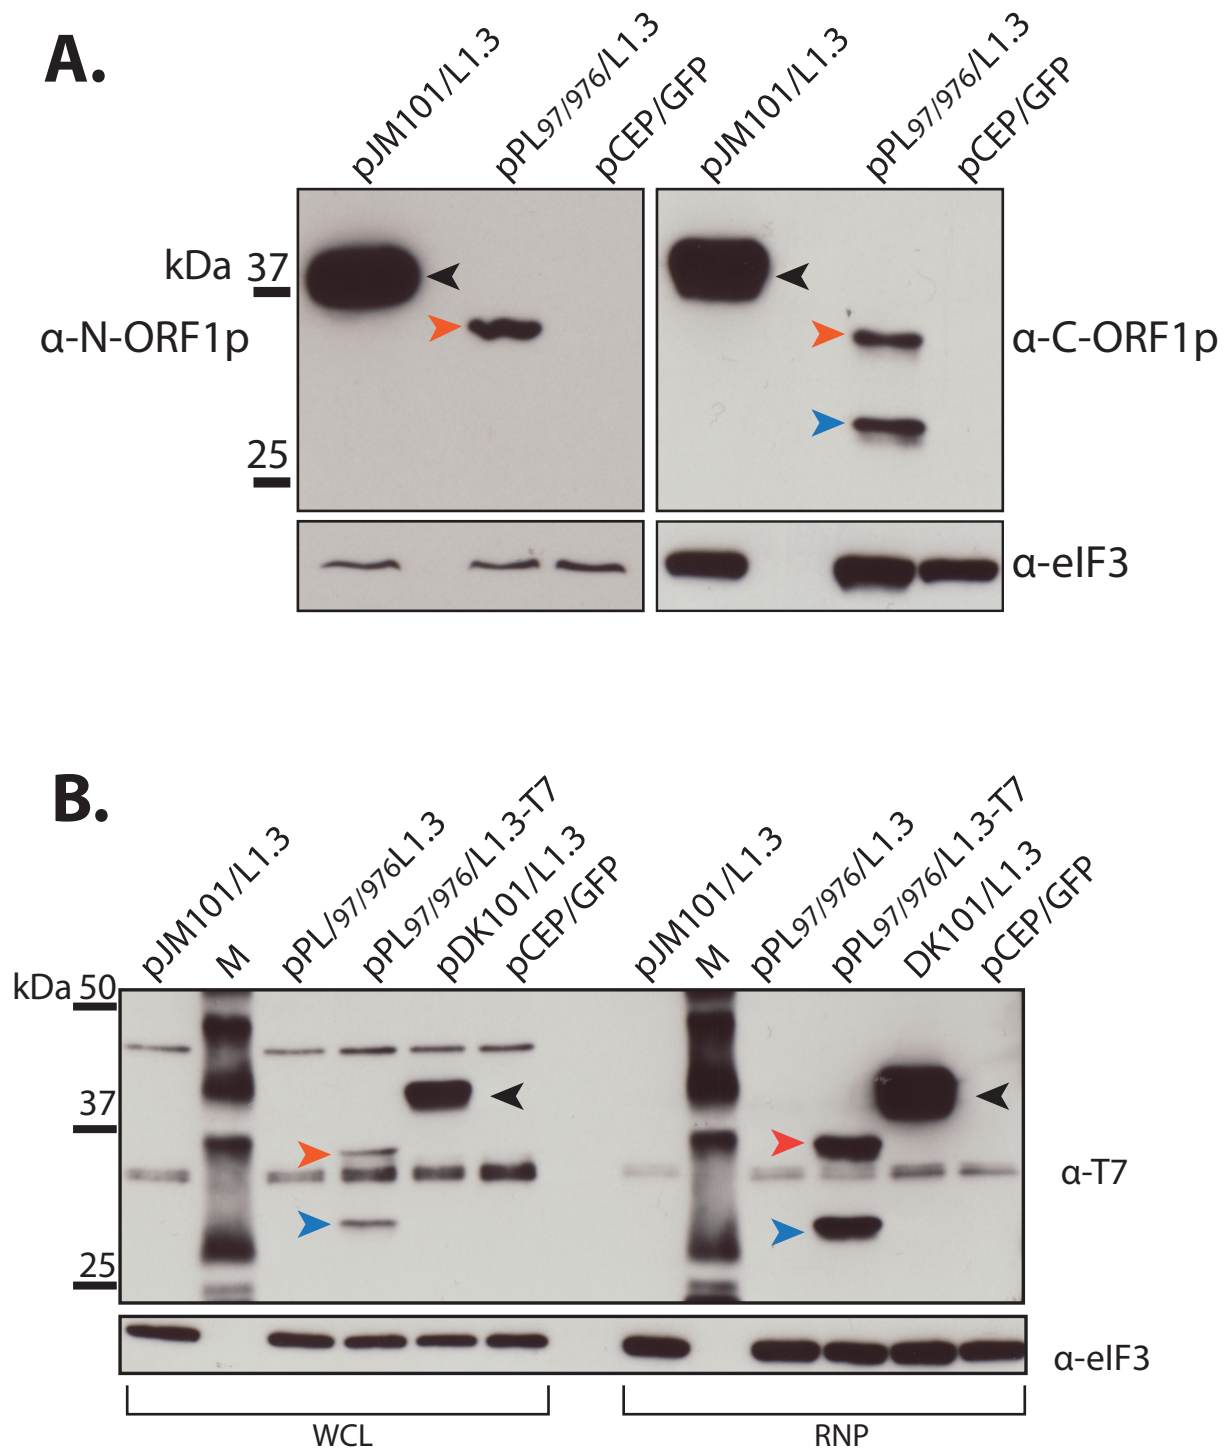 A.
pJM101/L1.3
pPL97/976/L1.3
pCEP/GFP
pJM101/L1.3
pPL97/976/L1.3
pCEP/GFP
kDa 37
α-N-ORF1p
α-C-ORF1p
25
α-eIF3
B.
pJM101/L1.3
M
pPL/97/976L1.3
pPL97/976/L1.3-T7
pDK101/L1.3
pCEP/GFP
pJM101/L1.3
M
pPL97/976/L1.3
pPL97/976/L1.3-T7
DK101/L1.3
pCEP/GFP
kDa 50
37
α-T7
25
α-eIF3
WCL
RNP